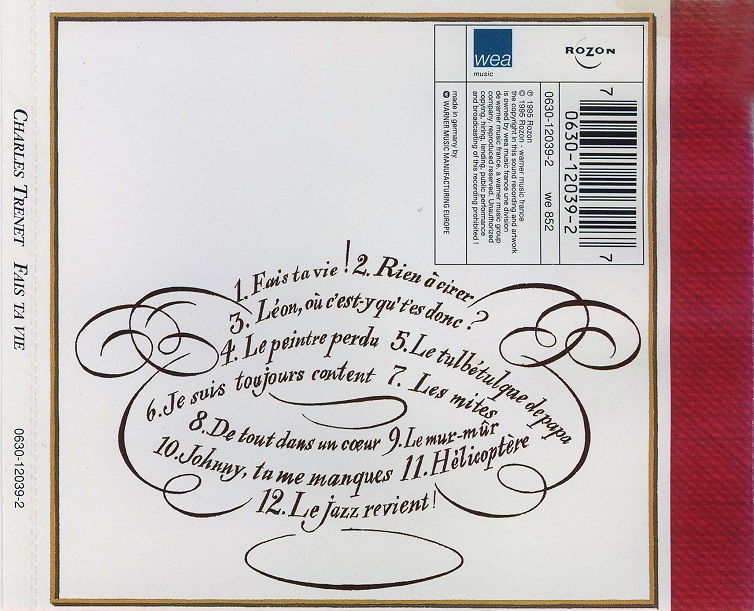 CHARLES TRENET FAIS TA VIE 0630-12039-2
wea
music
ROZON
7 0630-12039-2 7
0630-12039-2 we 852
℗ 1995 Rozon
© 1995 Rozon - warner music france
the copyright in this sound recording and artwork
is owned by wea music france une division
de warner music france, a warner music group
company. reproduced reserved. Unauthorized
copying, hiring, lending, public performance
and broadcasting of this recording prohibited !
made in germany by
WARNER MUSIC MANUFACTURING EUROPE
1. Fais ta vie ! 2. Rien à cirer
3. Léon, où c'est-y qu't'es donc ?
4. Le peintre perdu 5. Le tulbétulque de papa
6. Je suis toujours content 7. Les mites
8. De tout dans un cœur 9. Le mur-mûr
10. Johnny, tu me manques 11. Hélicoptère
12. Le jazz revient !